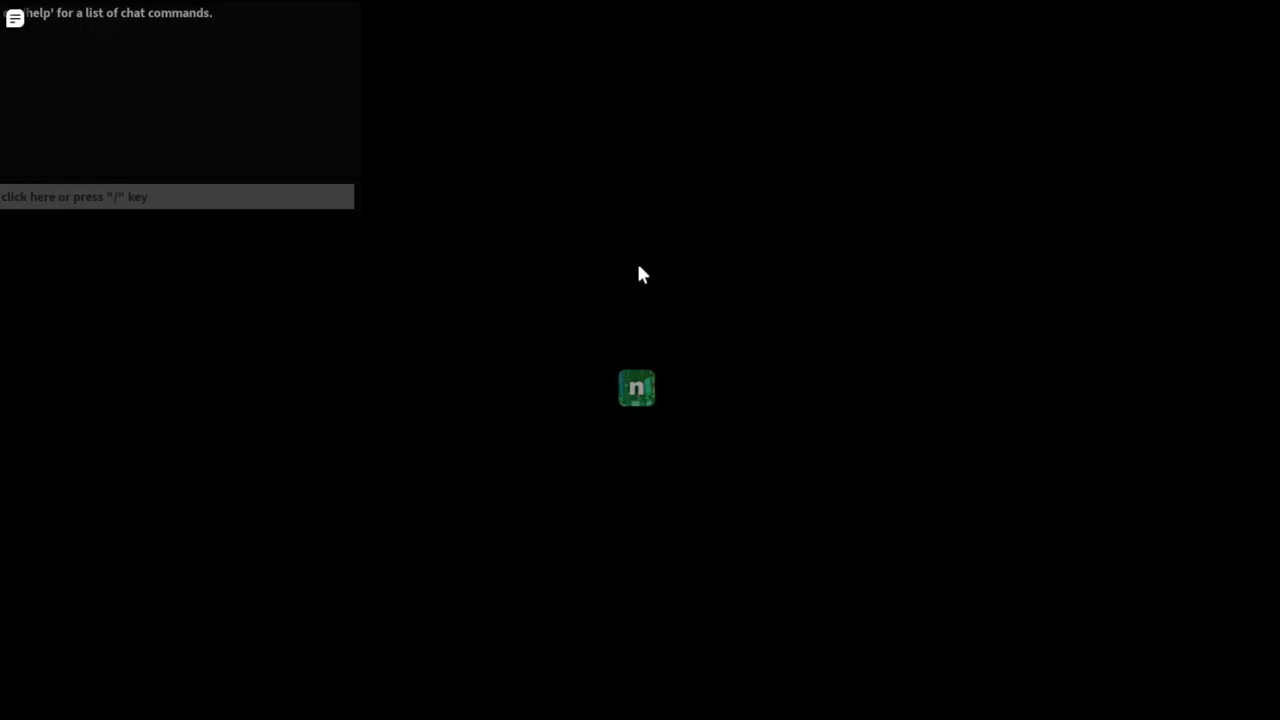 help' for a list of chat commands.
click here or press "/" key
n